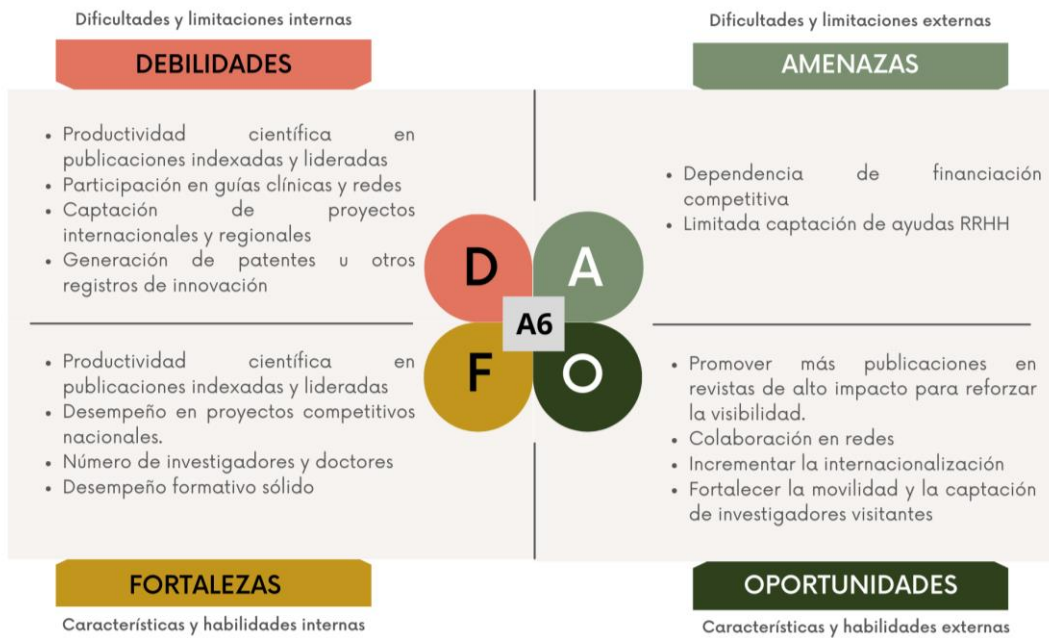 Dificultades y limitaciones internas
DEBILIDADES
• Productividad científica en
publicaciones indexadas y lideradas
• Participación en guías clínicas y redes
• Captación de proyectos
internacionales y regionales
• Generación de patentes u otros
registros de innovación
Dificultades y limitaciones externas
AMENAZAS
• Dependencia de financiación
competitiva
• Limitada captación de ayudas RRHH
D
A
A6
F
O
• Productividad científica en
publicaciones indexadas y lideradas
• Desempeño en proyectos competitivos
nacionales.
• Número de investigadores y doctores
• Desempeño formativo sólido
FORTALEZAS
Características y habilidades internas
• Promover más publicaciones en
revistas de alto impacto para reforzar
la visibilidad.
• Colaboración en redes
• Incrementar la internacionalización
• Fortalecer la movilidad y la captación
de investigadores visitantes
OPORTUNIDADES
Características y habilidades externas